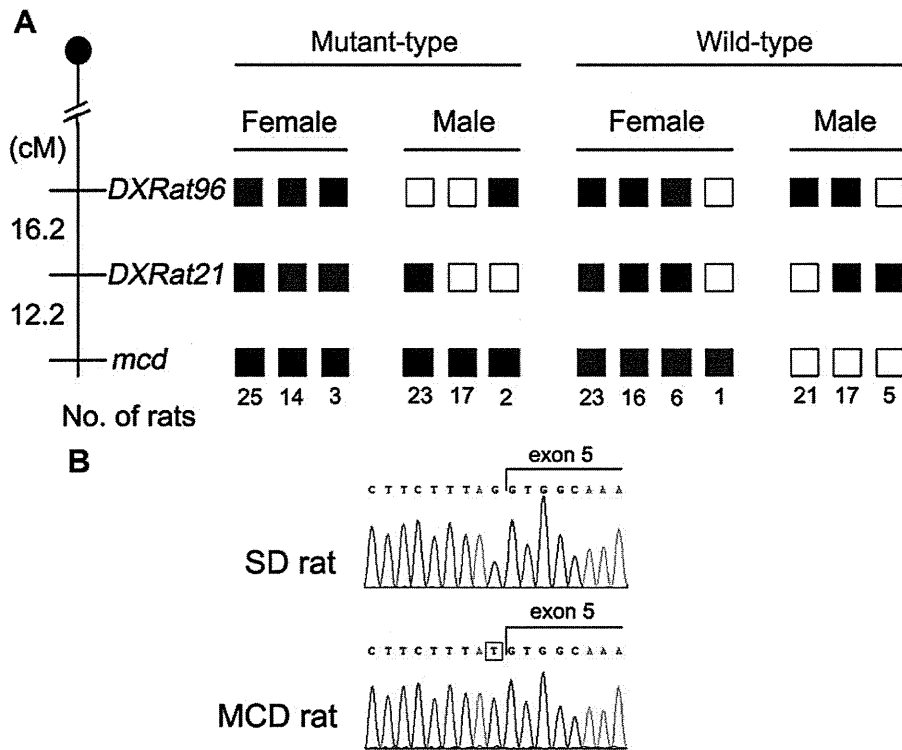 A
Mutant-type Wild-type
Female Male Female Male
(cM)
DXRat96
16.2
DXRat21
12.2
mcd
No. of rats 25 14 3 23 17 2 23 16 6 1 21 17 5
B
exon 5
C T T C T T T A G G T G G C A A A
SD rat
exon 5
C T T C T T T A T G T G G C A A A
MCD rat